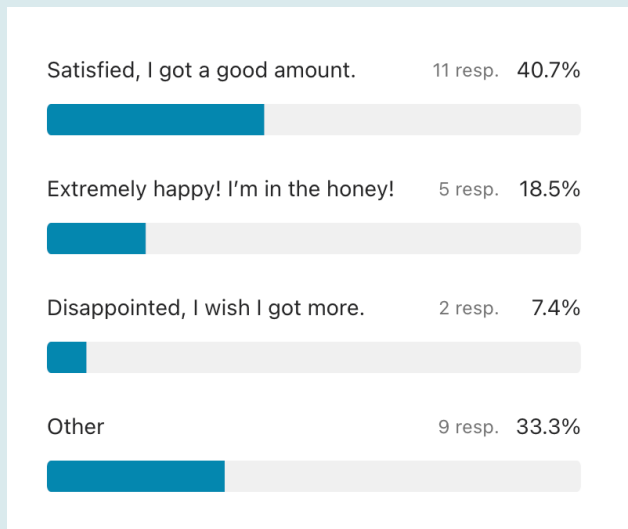 Satisfied, I got a good amount. 11 resp. 40.7%
Extremely happy! I’m in the honey! 5 resp. 18.5%
Disappointed, I wish I got more. 2 resp. 7.4%
Other 9 resp. 33.3%